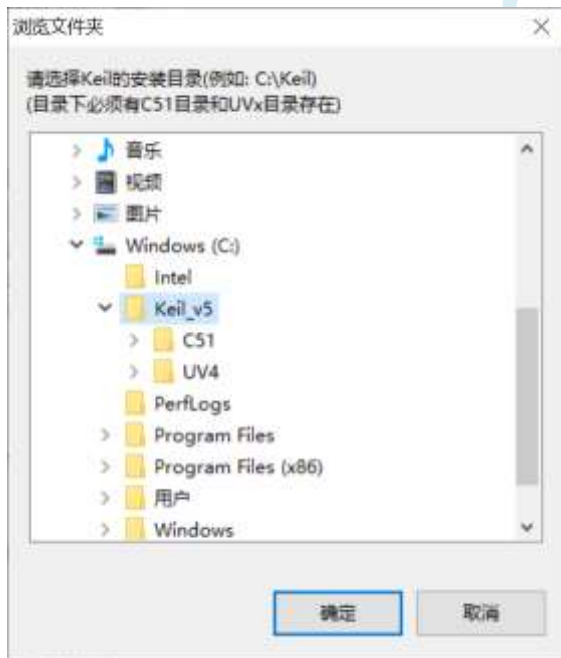 浏览文件夹
请选择Keil的安装目录(例如: C:\Keil)
(目录下必须有C51目录和UVx目录存在)
音乐
视频
图片
Windows (C:)
Intel
Keil_v5
C51
UV4
PerfLogs
Program Files
Program Files (x86)
用户
Windows
确定 取消